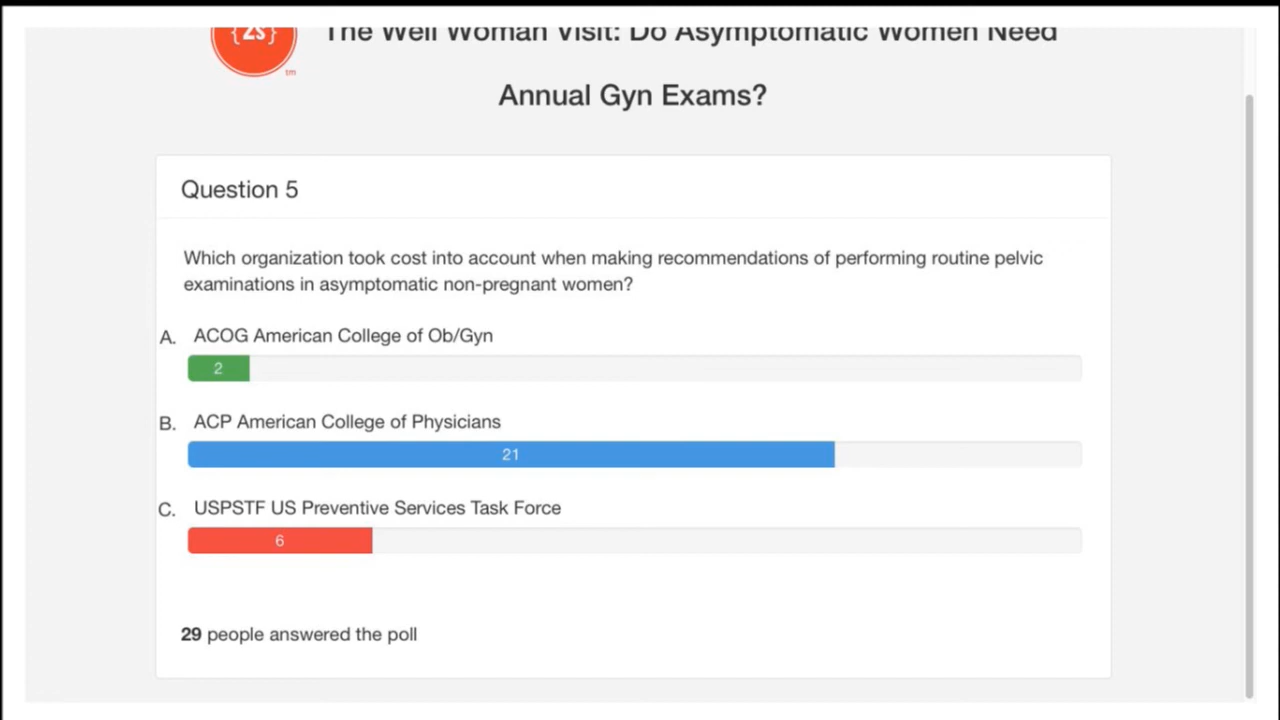 {2s}
The Well Woman Visit: Do Asymptomatic Women Need
tm
Annual Gyn Exams?
Question 5
Which organization took cost into account when making recommendations of performing routine pelvic
examinations in asymptomatic non-pregnant women?
A. ACOG American College of Ob/Gyn
2
B. ACP American College of Physicians
21
C. USPSTF US Preventive Services Task Force
6
29 people answered the poll